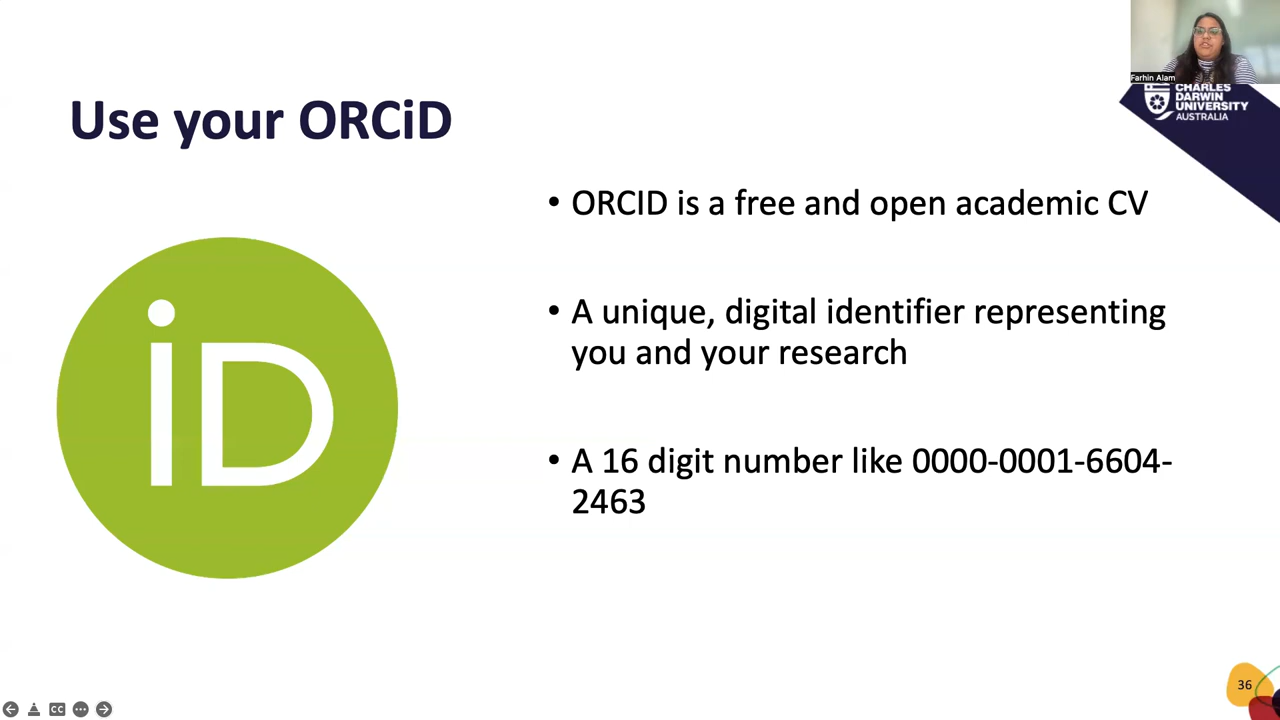 Farhin Alam
CHARLES
DARWIN
UNIVERSITY
AUSTRALIA
Use your ORCiD
iD
• ORCID is a free and open academic CV
• A unique, digital identifier representing
you and your research
• A 16 digit number like 0000-0001-6604-
2463
36
CC